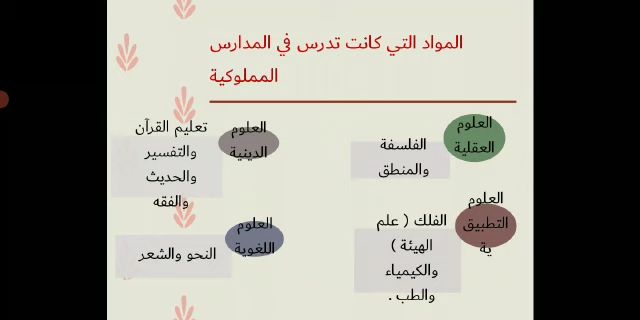 المواد التي كانت تدرس في المدارس
المملوكية
العلوم
العقلية
الفلسفة
والمنطق
العلوم
الدينية
تعليم القرآن
والتفسير
والحديث
والفقه
العلوم
التطبيق
ية
الفلك ( علم
الهيئة )
والكيمياء
والطب .
العلوم
اللغوية
النحو والشعر